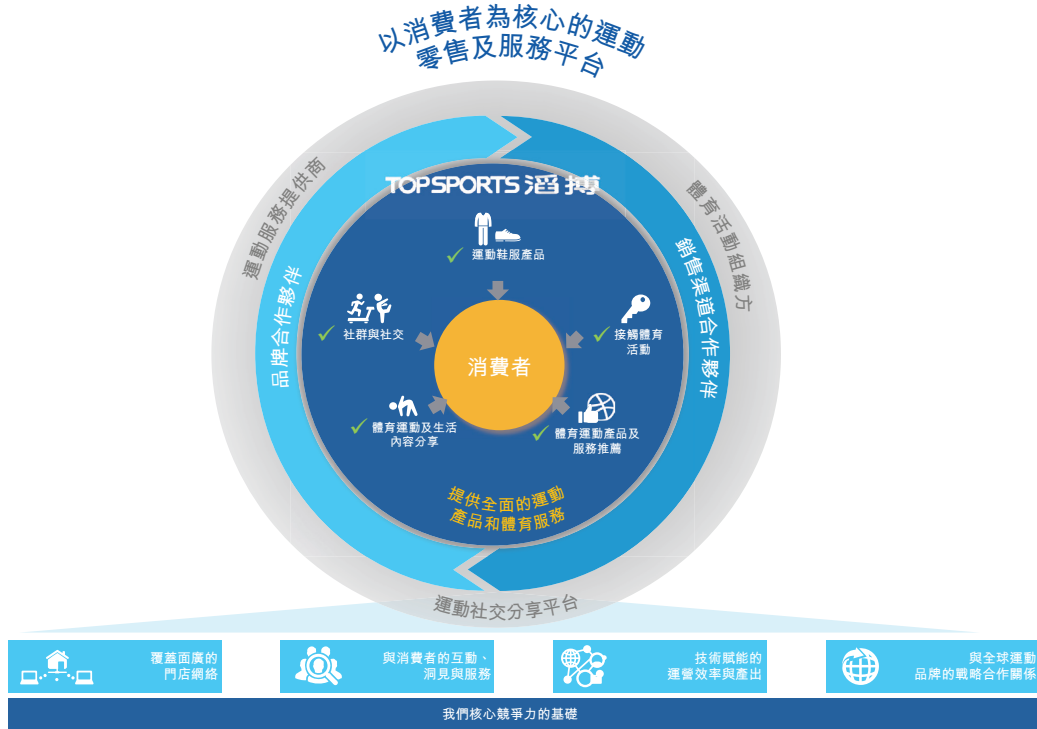 以消費者為核心的運動
零售及服務平台
運動服務提供商
體育活動組織方
品牌合作夥伴
銷售渠道合作夥伴
TOPSPORTS 滔搏
運動鞋服產品
社群與社交
接觸體育
活動
消費者
體育運動及生活
內容分享
體育運動產品及
服務推薦
提供全面的運動
產品和體育服務
運動社交分享平台
覆蓋面廣的
門店網絡
與消費者的互動、
洞見與服務
技術賦能的
運營效率與產出
與全球運動
品牌的戰略合作關係
我們核心競爭力的基礎